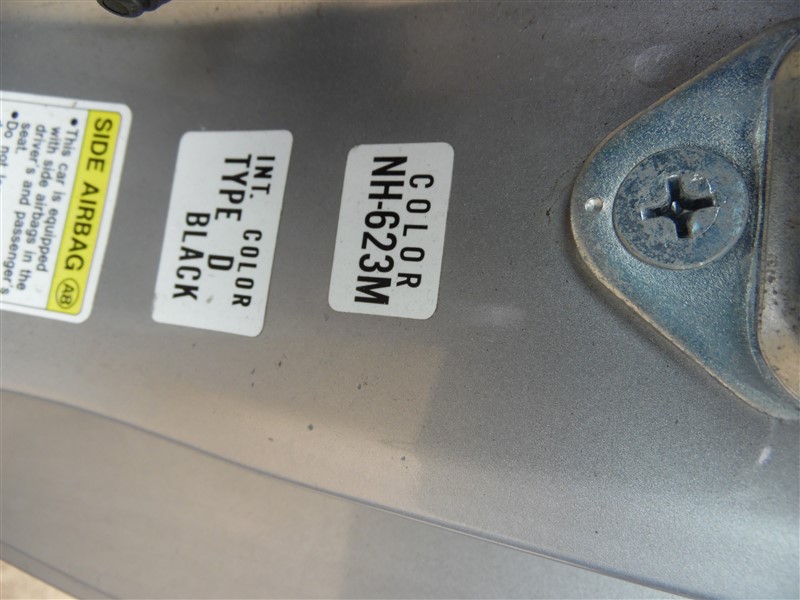 COLOR
NH-623M
INT. COLOR
TYPE D
BLACK
SIDE AIRBAG AB
•This car is equipped
with side airbags in the
driver's and passenger's
seat.
•Do not